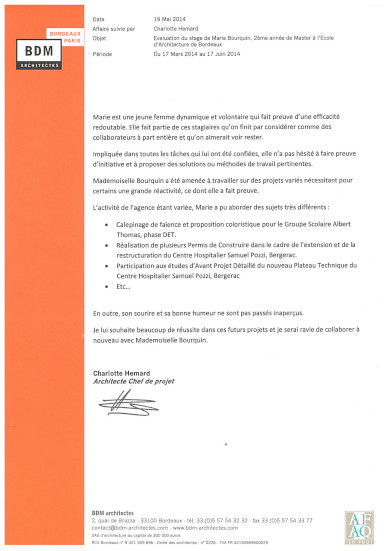 BORDEAUX
PARIS
BDM
ARCHITECTES
Date 19 Mai 2014
Affaire suivie par Charlotte Hemard
Objet Evaluation du stage de Marie Bourquin, 2ème année de Master à l'Ecole
d'Architecture de Bordeaux
Période Du 17 Mars 2014 au 17 Juin 2014
Marie est une jeune femme dynamique et volontaire qui fait preuve d'une efficacité
redoutable. Elle fait partie de ces stagiaires qu'on finit par considérer comme des
collaborateurs à part entière et qu'on aimerait voir rester.
Impliquée dans toutes les tâches qui lui ont été confiées, elle n'a pas hésité à faire preuve
d'initiative et à proposer des solutions ou méthodes de travail pertinentes.
Mademoiselle Bourquin a été amenée à travailler sur des projets variés nécessitant pour
certains une grande réactivité, ce dont elle a fait preuve.
L'activité de l'agence étant variée, Marie a pu aborder des sujets très différents :
• Calepinage de faïence et proposition coloristique pour le Groupe Scolaire Albert
Thomas, phase DET.
• Réalisation de plusieurs Permis de Construire dans le cadre de l'extension et de la
restructuration du Centre Hospitalier Samuel Pozzi, Bergerac.
• Participation aux études d'Avant Projet Détaillé du nouveau Plateau Technique du
Centre Hospitalier Samuel Pozzi, Bergerac
• Etc...
En outre, son sourire et sa bonne humeur ne sont pas passés inaperçus.
Je lui souhaite beaucoup de réussite dans ces futurs projets et je serai ravie de collaborer à
nouveau avec Mademoiselle Bourquin.
Charlotte Hemard
Architecte Chef de projet
BDM architectes
2, quai de Brazza - 33100 Bordeaux - tél. 33 (0)5 57 54 32 32 - fax 33 (0)5 57 54 33 77
contact@bdm-architectes.com - www.bdm-architectes.com
SAS d'architecture au capital de 300 000 euros
AFAQ